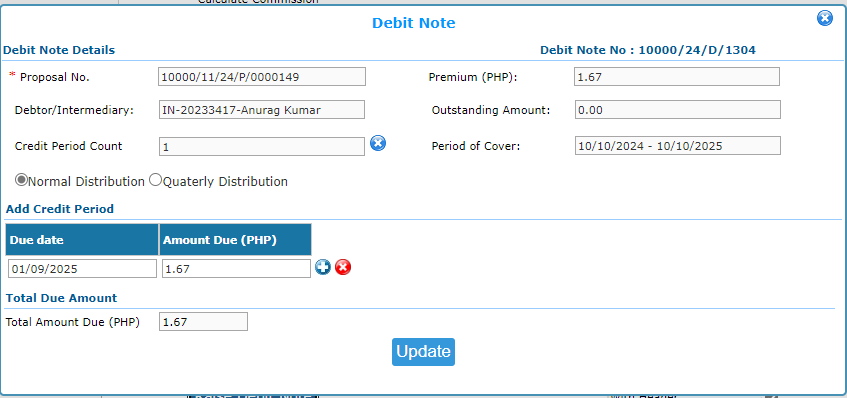 Calculate Commission
Debit Note
Debit Note Details Debit Note No : 10000/24/D/1304
* Proposal No. 10000/11/24/P/0000149 Premium (PHP): 1.67
Debtor/Intermediary: IN-20233417-Anurag Kumar Outstanding Amount: 0.00
Credit Period Count 1 Period of Cover: 10/10/2024 - 10/10/2025
Normal Distribution Quaterly Distribution
Add Credit Period
Due date Amount Due (PHP)
01/09/2025 1.67
Total Due Amount
Total Amount Due (PHP) 1.67
Update